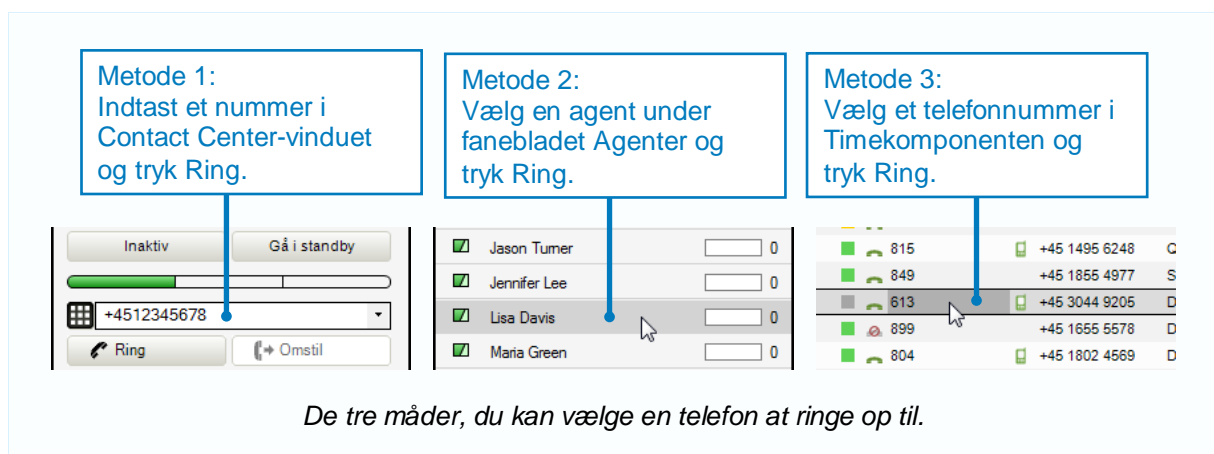 Metode 1:
Indtast et nummer i
Contact Center-vinduet
og tryk Ring.
Metode 2:
Vælg en agent under
fanebladet Agenter og
tryk Ring.
Metode 3:
Vælg et telefonnummer i
Timekomponenten og
tryk Ring.
Inaktiv Gå i standby
+4512345678
Ring Omstil
Jason Turner 0
Jennifer Lee 0
Lisa Davis 0
Maria Green 0
815 +45 1495 6248 Q
849 +45 1855 4977 S
613 +45 3044 9205 D
899 +45 1655 5578 D
804 +45 1802 4569 D
De tre måder, du kan vælge en telefon at ringe op til.